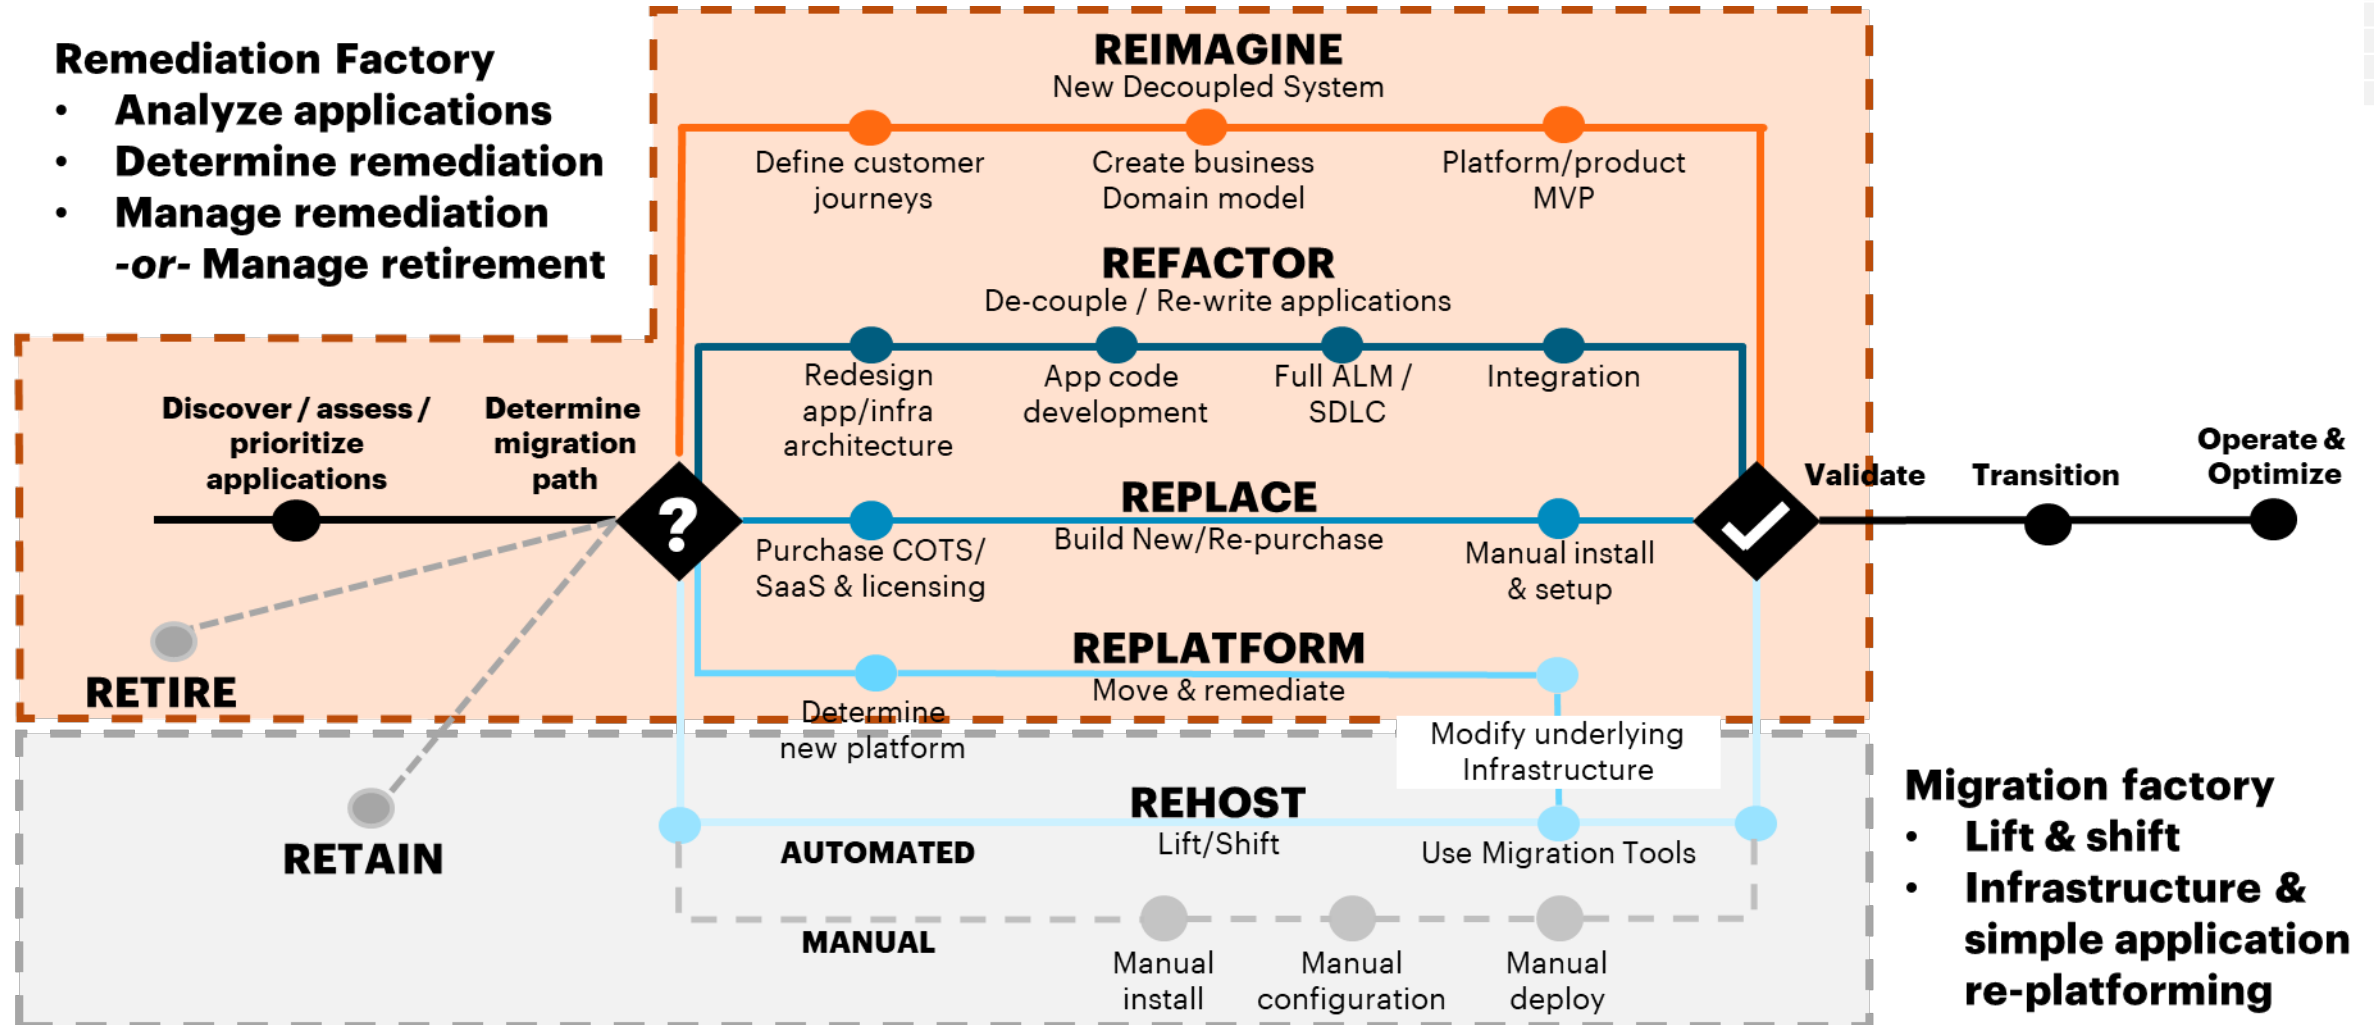 Remediation Factory
• Analyze applications
• Determine remediation
• Manage remediation
-or- Manage retirement
REIMAGINE
New Decoupled System
Define customer
journeys
Create business
Domain model
Platform/product
MVP
REFACTOR
De-couple / Re-write applications
Redesign
app/infra
architecture
App code
development
Full ALM /
SDLC
Integration
Discover / assess /
prioritize
applications
Determine
migration
path
?
REPLACE
Build New/Re-purchase
Purchase COTS/
SaaS & licensing
Manual install
& setup
Validate
Transition
Operate &
Optimize
RETIRE
REPLATFORM
Move & remediate
Determine
new platform
Modify underlying
Infrastructure
RETAIN
REHOST
Lift/Shift
AUTOMATED
Use Migration Tools
MANUAL
Manual
install
Manual
configuration
Manual
deploy
Migration factory
• Lift & shift
• Infrastructure &
simple application
re-platforming